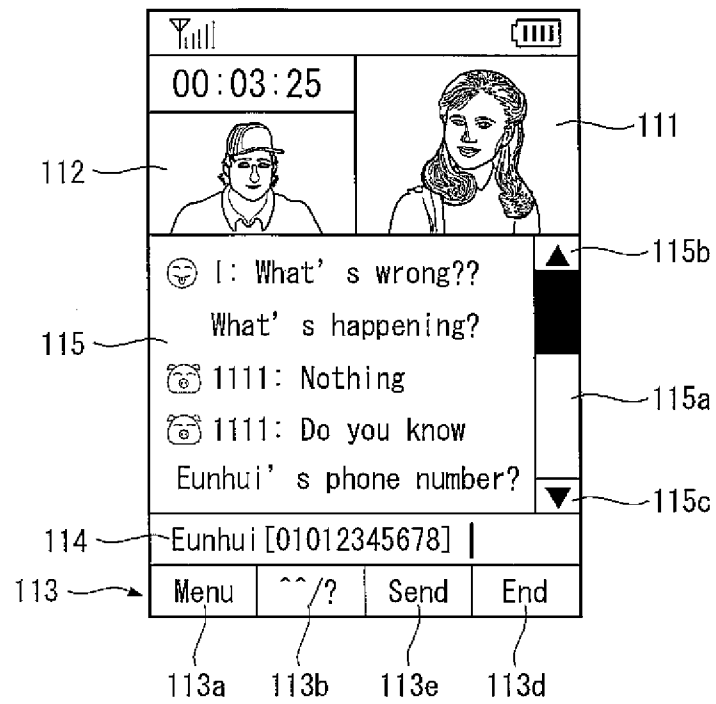 00:03:25
111
112
I: What's wrong??
115b
What's happening?
115
1111: Nothing
115a
1111: Do you know
Eunhui's phone number?
115c
114
Eunhui[01012345678]
113
Menu ^^/? Send End
113a 113b 113e 113d